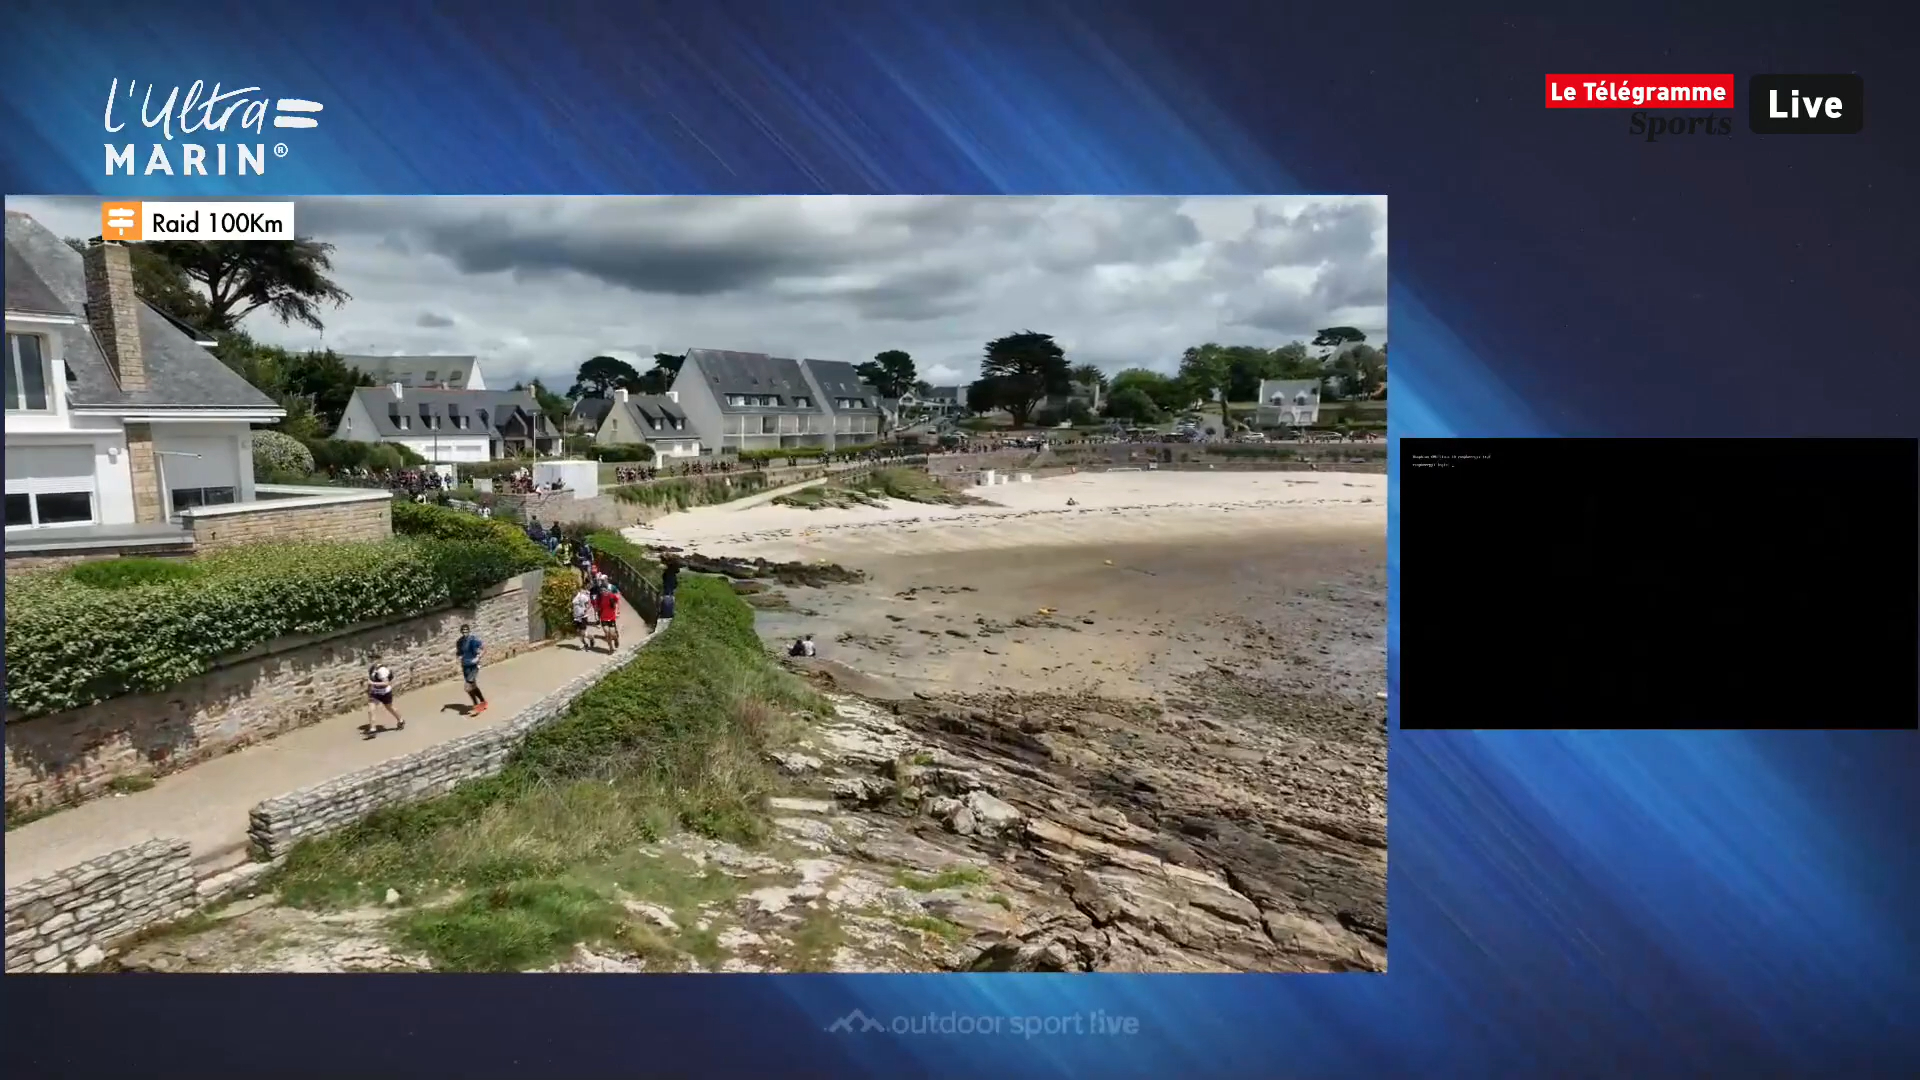 L'Ultra
MARIN®
Le Télégramme
Sports
Live
Raid 100Km
outdoor sport live